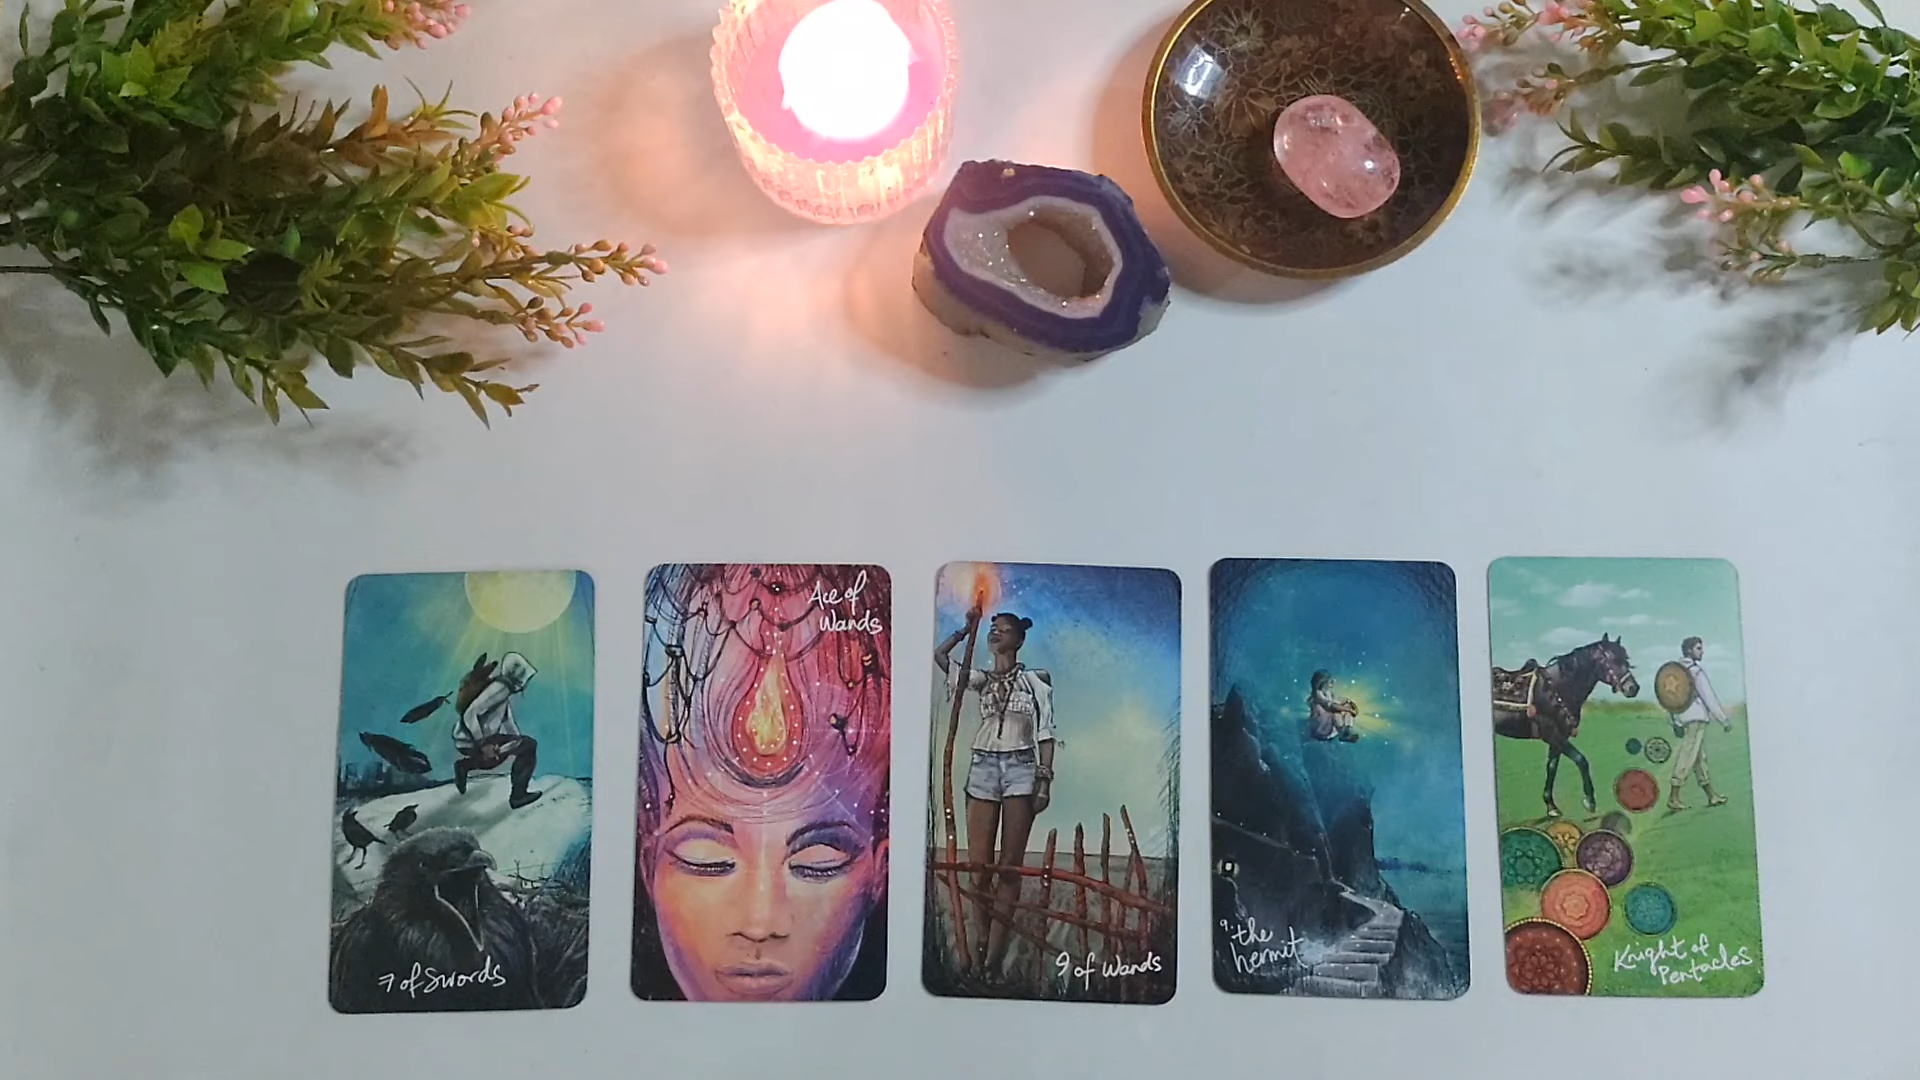 7 of Swords
Ace of
Wands
9 of Wands
9 the
hermit
Knight of
Pentacles